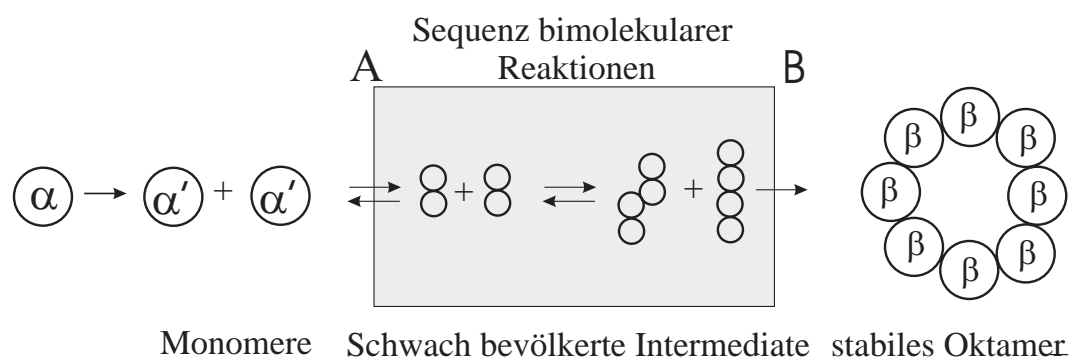 Sequenz bimolekularer
A Reaktionen B
α α′ + α′ + + β β β β β β β β
Monomere Schwach bevölkerte Intermediate stabiles Oktamer